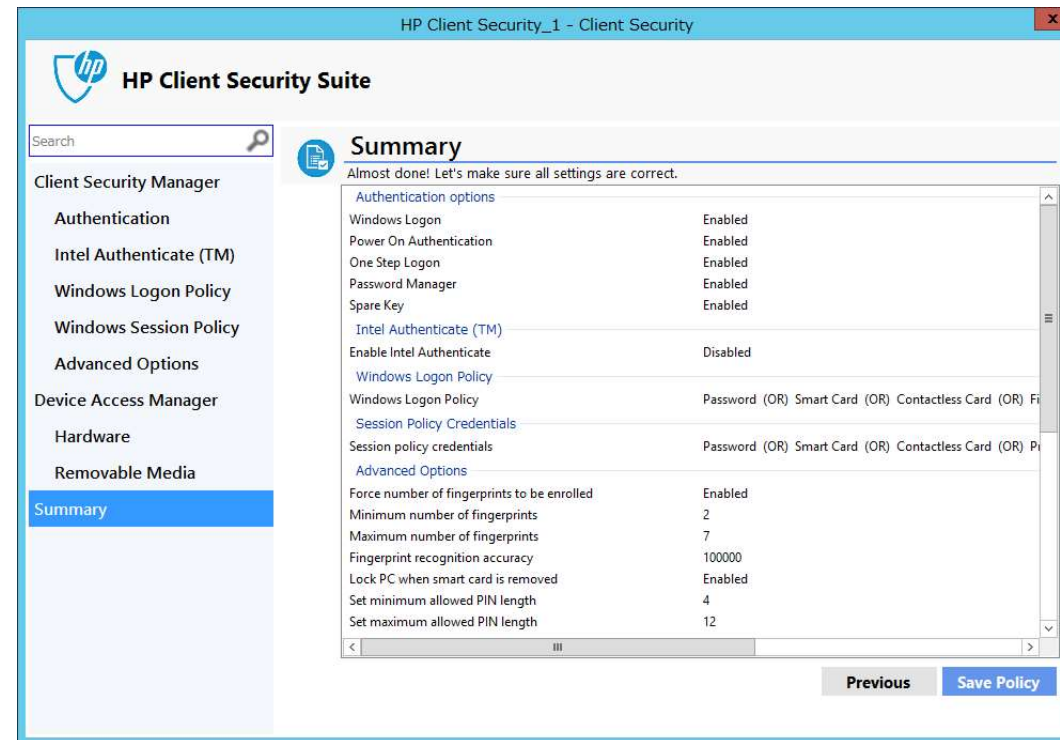 HP Client Security_1 - Client Security
x
hp
HP Client Security Suite
Search
Client Security Manager
Authentication
Intel Authenticate (TM)
Windows Logon Policy
Windows Session Policy
Advanced Options
Device Access Manager
Hardware
Removable Media
Summary
Summary
Almost done! Let's make sure all settings are correct.
Authentication options
Windows Logon Enabled
Power On Authentication Enabled
One Step Logon Enabled
Password Manager Enabled
Spare Key Enabled
Intel Authenticate (TM)
Enable Intel Authenticate Disabled
Windows Logon Policy
Windows Logon Policy Password (OR) Smart Card (OR) Contactless Card (OR) Fi
Session Policy Credentials
Session policy credentials Password (OR) Smart Card (OR) Contactless Card (OR)
Advanced Options
Force number of fingerprints to be enrolled Enabled
Minimum number of fingerprints 2
Maximum number of fingerprints 7
Fingerprint recognition accuracy 100000
Lock PC when smart card is removed Enabled
Set minimum allowed PIN length 4
Set maximum allowed PIN length 12
Previous Save Policy